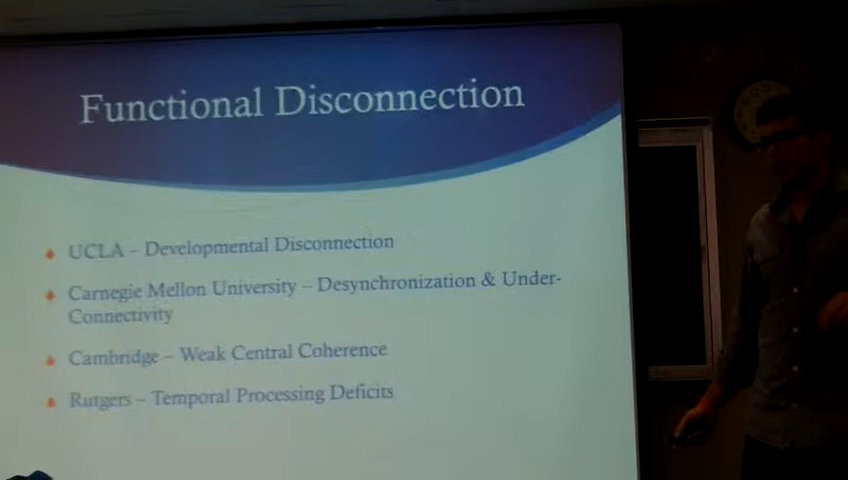 Functional Disconnection
UCLA – Developmental Disconnection
Carnegie Mellon University – Desynchronization & Under-
Connectivity
Cambridge – Weak Central Coherence
Rutgers – Temporal Processing Deficits